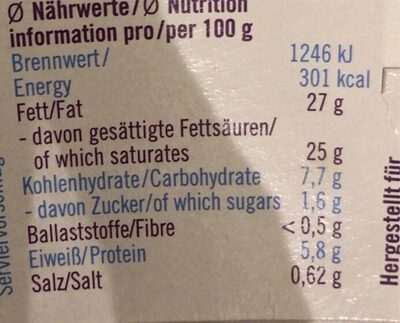 Ø Nährwerte/Ø Nutrition
information pro/per 100 g
Brennwert/ 1246 kJ
Energy 301 kcal
Fett/Fat 27 g
- davon gesättigte Fettsäuren/
of which saturates 25 g
Kohlenhydrate/Carbohydrate 7,7 g
- davon Zucker/of which sugars 1,6 g
Ballaststoffe/Fibre < 0,5 g
Eiweiß/Protein 5,8 g
Salz/Salt 0,62 g
Hergestellt für